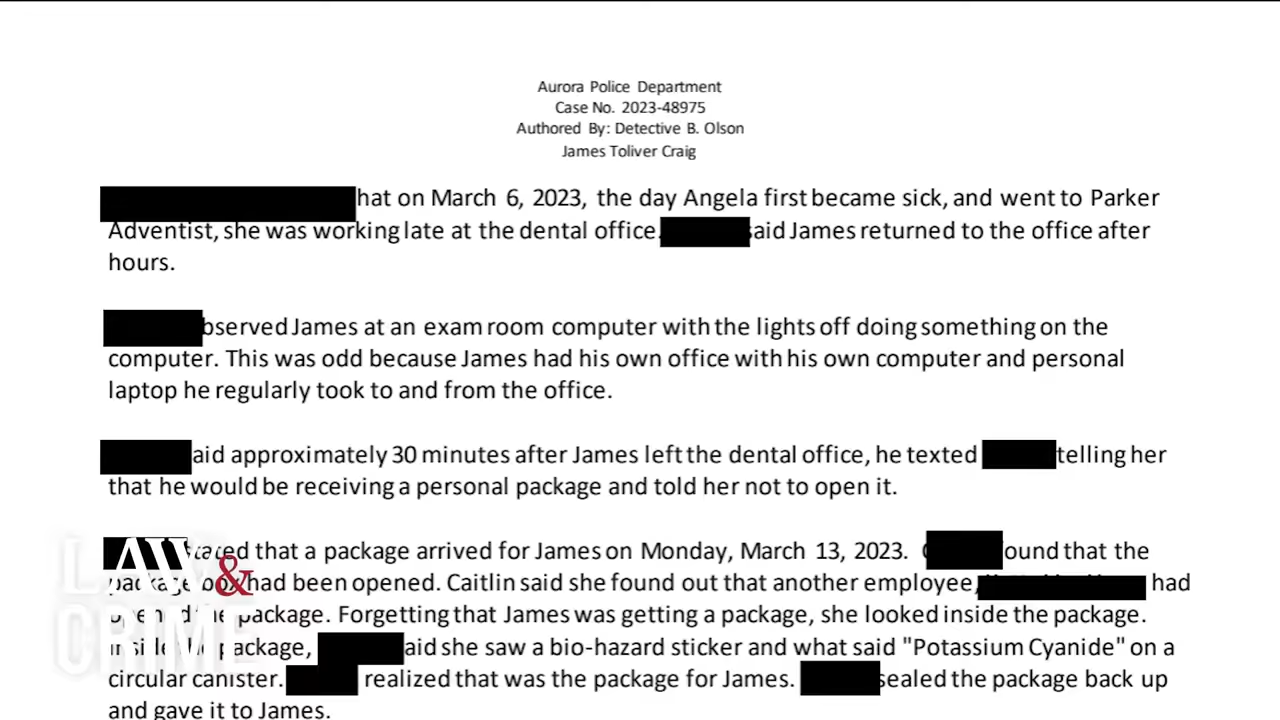 Aurora Police Department
Case No. 2023-48975
Authored By: Detective B. Olson
James Toliver Craig
hat on March 6, 2023, the day Angela first became sick, and went to Parker
Adventist, she was working late at the dental office. aid James returned to the office after
hours.
bserved James at an exam room computer with the lights off doing something on the
computer. This was odd because James had his own office with his own computer and personal
laptop he regularly took to and from the office.
aid approximately 30 minutes after James left the dental office, he texted telling her
that he would be receiving a personal package and told her not to open it.
tated that a package arrived for James on Monday, March 13, 2023. ound that the
package box had been opened. Caitlin said she found out that another employee, had
opened the package. Forgetting that James was getting a package, she looked inside the package.
Inside the package, aid she saw a bio-hazard sticker and what said "Potassium Cyanide" on a
circular canister. realized that was the package for James. sealed the package back up
and gave it to James.
LAW&
CRIME